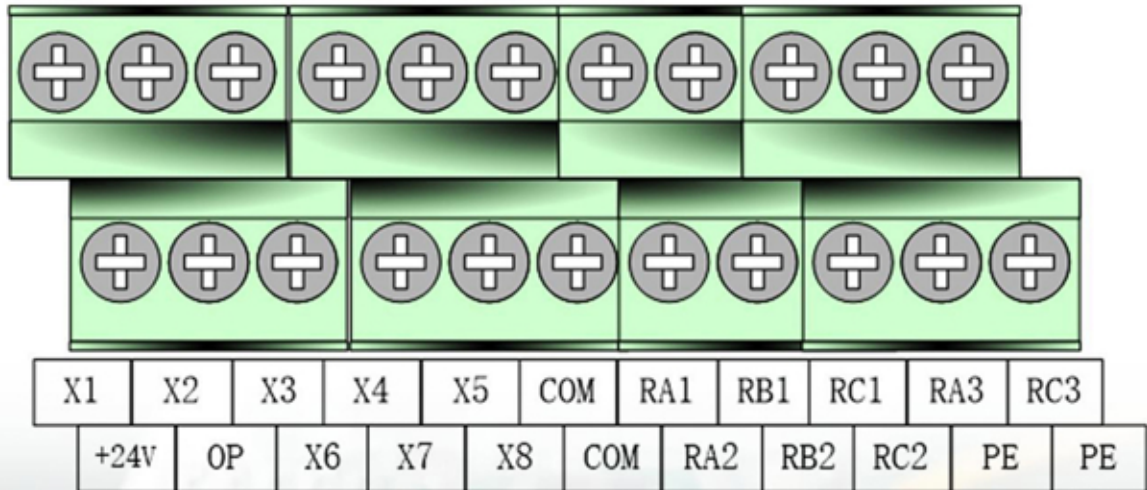 X1 X2 X3 X4 X5 COM RA1 RB1 RC1 RA3 RC3
+24V OP X6 X7 X8 COM RA2 RB2 RC2 PE PE